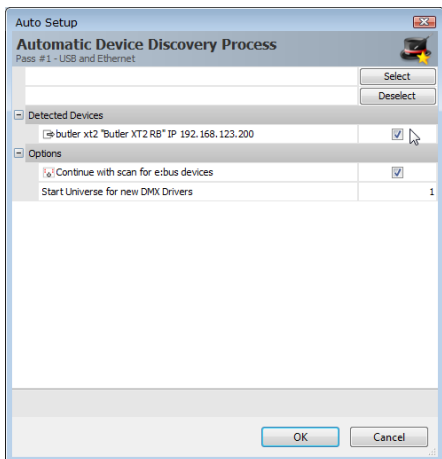 Auto Setup
Automatic Device Discovery Process
Pass #1 - USB and Ethernet
Select
Deselect
Detected Devices
butler xt2 "Butler XT2 RB" IP 192.168.123.200
Options
Continue with scan for e:bus devices
Start Universe for new DMX Drivers 1
OK Cancel